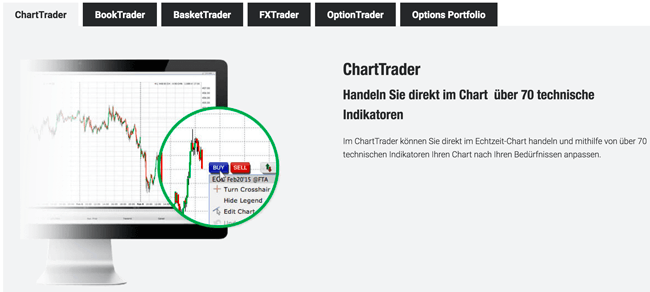 ChartTrader BookTrader BasketTrader FXTrader OptionTrader Options Portfolio
ChartTrader
Handeln Sie direkt im Chart über 70 technische
Indikatoren
Im ChartTrader können Sie direkt im Echtzeit-Chart handeln und mithilfe von über 70
technischen Indikatoren Ihren Chart nach Ihren Bedürfnissen anpassen.
BUY SELL
Feb20'15 @FTA
Turn Crosshair
Hide Legend
Edit Chart